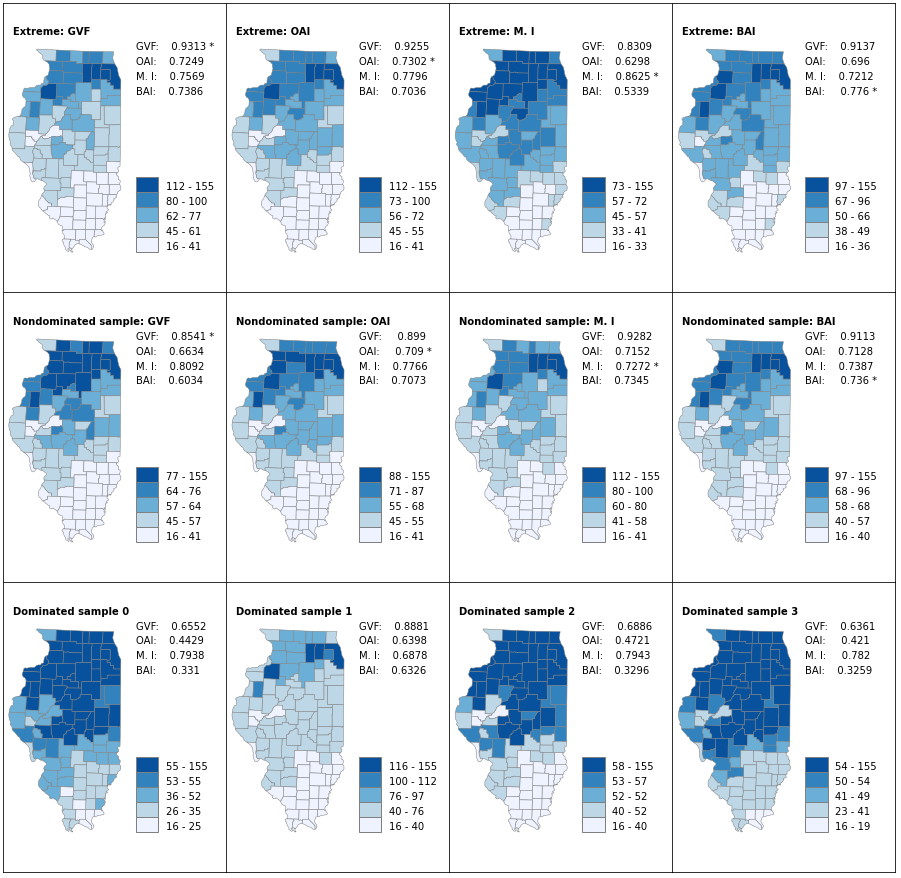 Extreme: GVF
GVF: 0.9313 *
OAI: 0.7249
M. I: 0.7569
BAI: 0.7386
112 - 155
80 - 100
62 - 77
45 - 61
16 - 41
Extreme: OAI
GVF: 0.9255
OAI: 0.7302 *
M. I: 0.7796
BAI: 0.7036
112 - 155
73 - 100
56 - 72
45 - 55
16 - 41
Extreme: M. I
GVF: 0.8309
OAI: 0.6298
M. I: 0.8625 *
BAI: 0.5339
73 - 155
57 - 72
45 - 57
33 - 41
16 - 33
Extreme: BAI
GVF: 0.9137
OAI: 0.696
M. I: 0.7212
BAI: 0.776 *
97 - 155
67 - 96
50 - 66
38 - 49
16 - 36
Nondominated sample: GVF
GVF: 0.8541 *
OAI: 0.6634
M. I: 0.8092
BAI: 0.6034
77 - 155
64 - 76
57 - 64
45 - 57
16 - 41
Nondominated sample: OAI
GVF: 0.899
OAI: 0.709 *
M. I: 0.7766
BAI: 0.7073
88 - 155
71 - 87
55 - 68
45 - 55
16 - 41
Nondominated sample: M. I
GVF: 0.9282
OAI: 0.7152
M. I: 0.7272 *
BAI: 0.7345
112 - 155
80 - 100
60 - 80
41 - 58
16 - 41
Nondominated sample: BAI
GVF: 0.9113
OAI: 0.7128
M. I: 0.7387
BAI: 0.736 *
97 - 155
68 - 96
58 - 68
40 - 57
16 - 40
Dominated sample 0
GVF: 0.6552
OAI: 0.4429
M. I: 0.7938
BAI: 0.331
55 - 155
53 - 55
36 - 52
26 - 35
16 - 25
Dominated sample 1
GVF: 0.8881
OAI: 0.6398
M. I: 0.6878
BAI: 0.6326
116 - 155
100 - 112
76 - 97
40 - 76
16 - 40
Dominated sample 2
GVF: 0.6886
OAI: 0.4721
M. I: 0.7943
BAI: 0.3296
58 - 155
53 - 57
52 - 52
40 - 52
16 - 40
Dominated sample 3
GVF: 0.6361
OAI: 0.421
M. I: 0.782
BAI: 0.3259
54 - 155
50 - 54
41 - 49
23 - 41
16 - 19